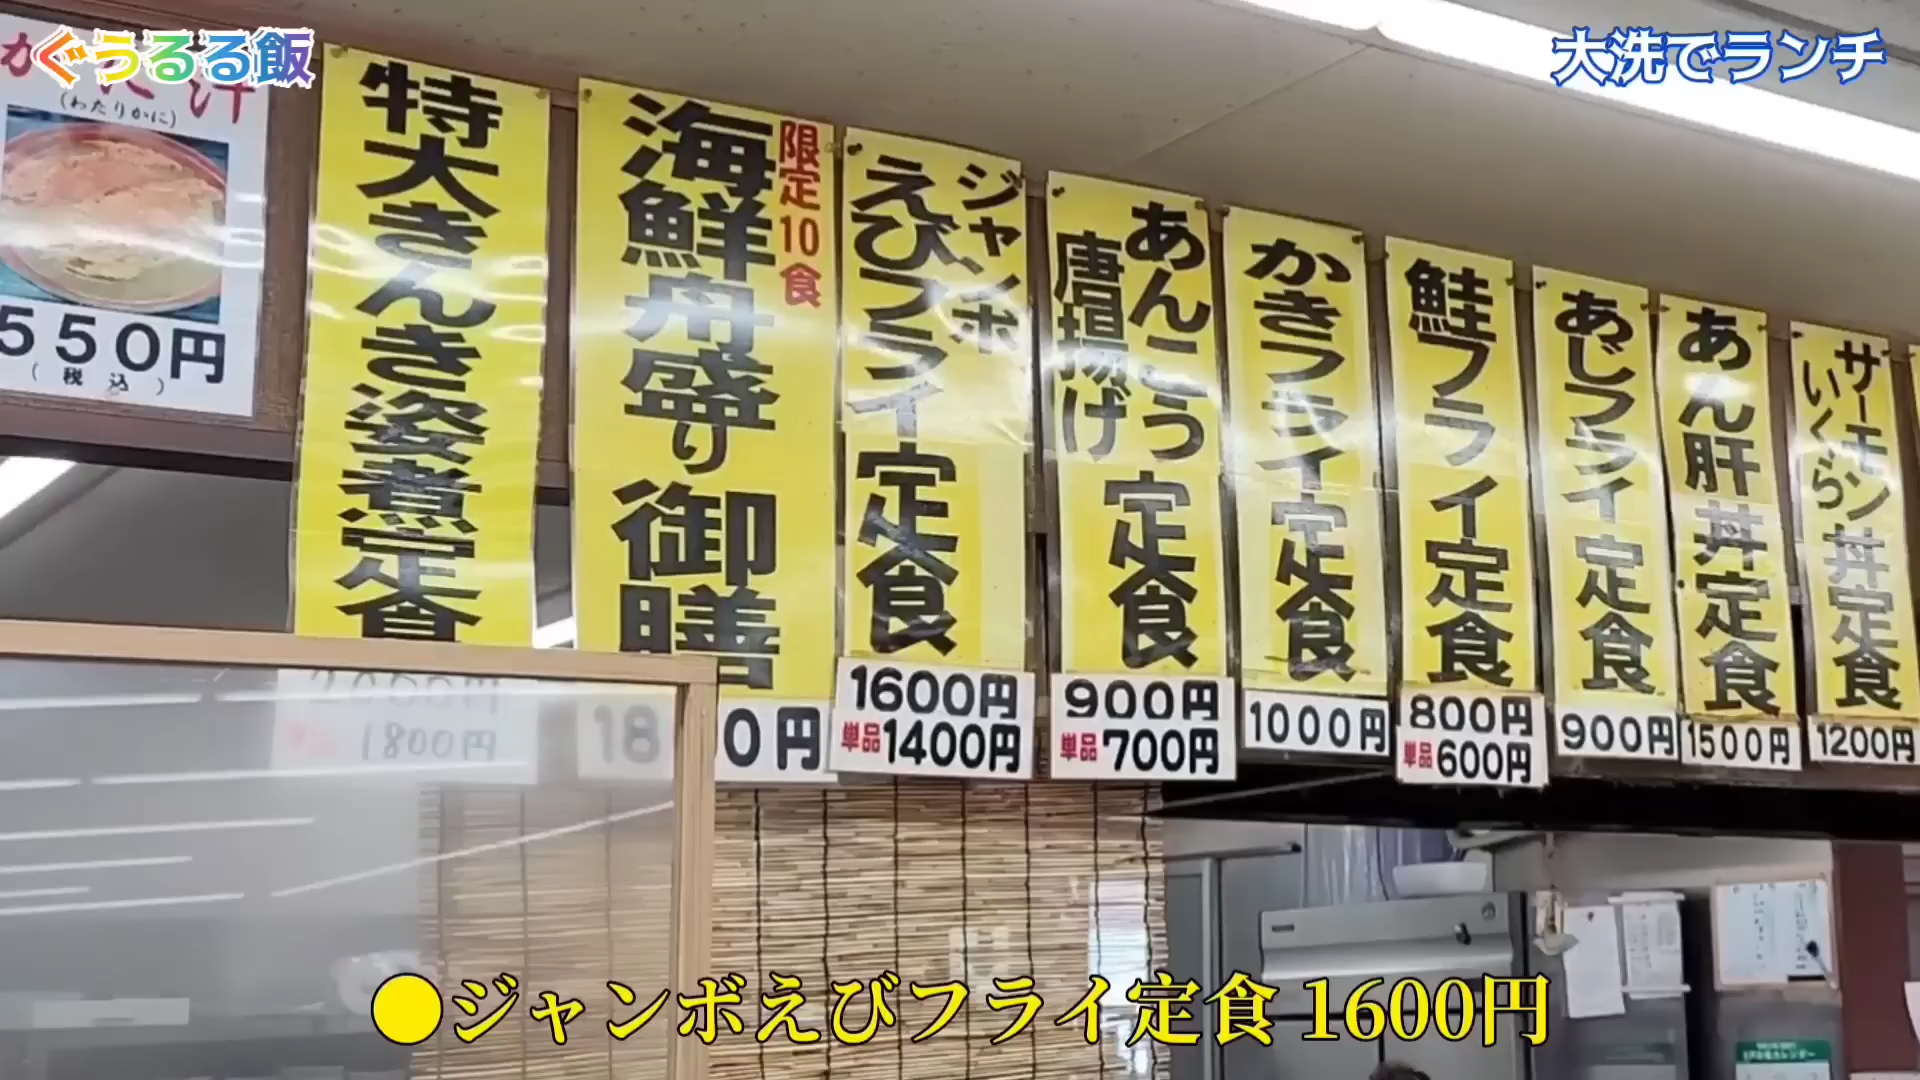 ぐうるる飯
大洗でランチ
(わたりかに)
550円
(税込)
特大きんき姿煮定食
1800円
限定10食
海鮮舟盛り御膳
ジャンボ
えびフライ定食
1600円
単品1400円
あんこう
唐揚げ
定食
900円
単品700円
かきフライ定食
1000円
鮭フライ定食
800円
単品600円
あじフライ定食
900円
あん肝丼定食
1500円
サーモン
いくら
丼定食
1200円
●ジャンボえびフライ定食 1600円